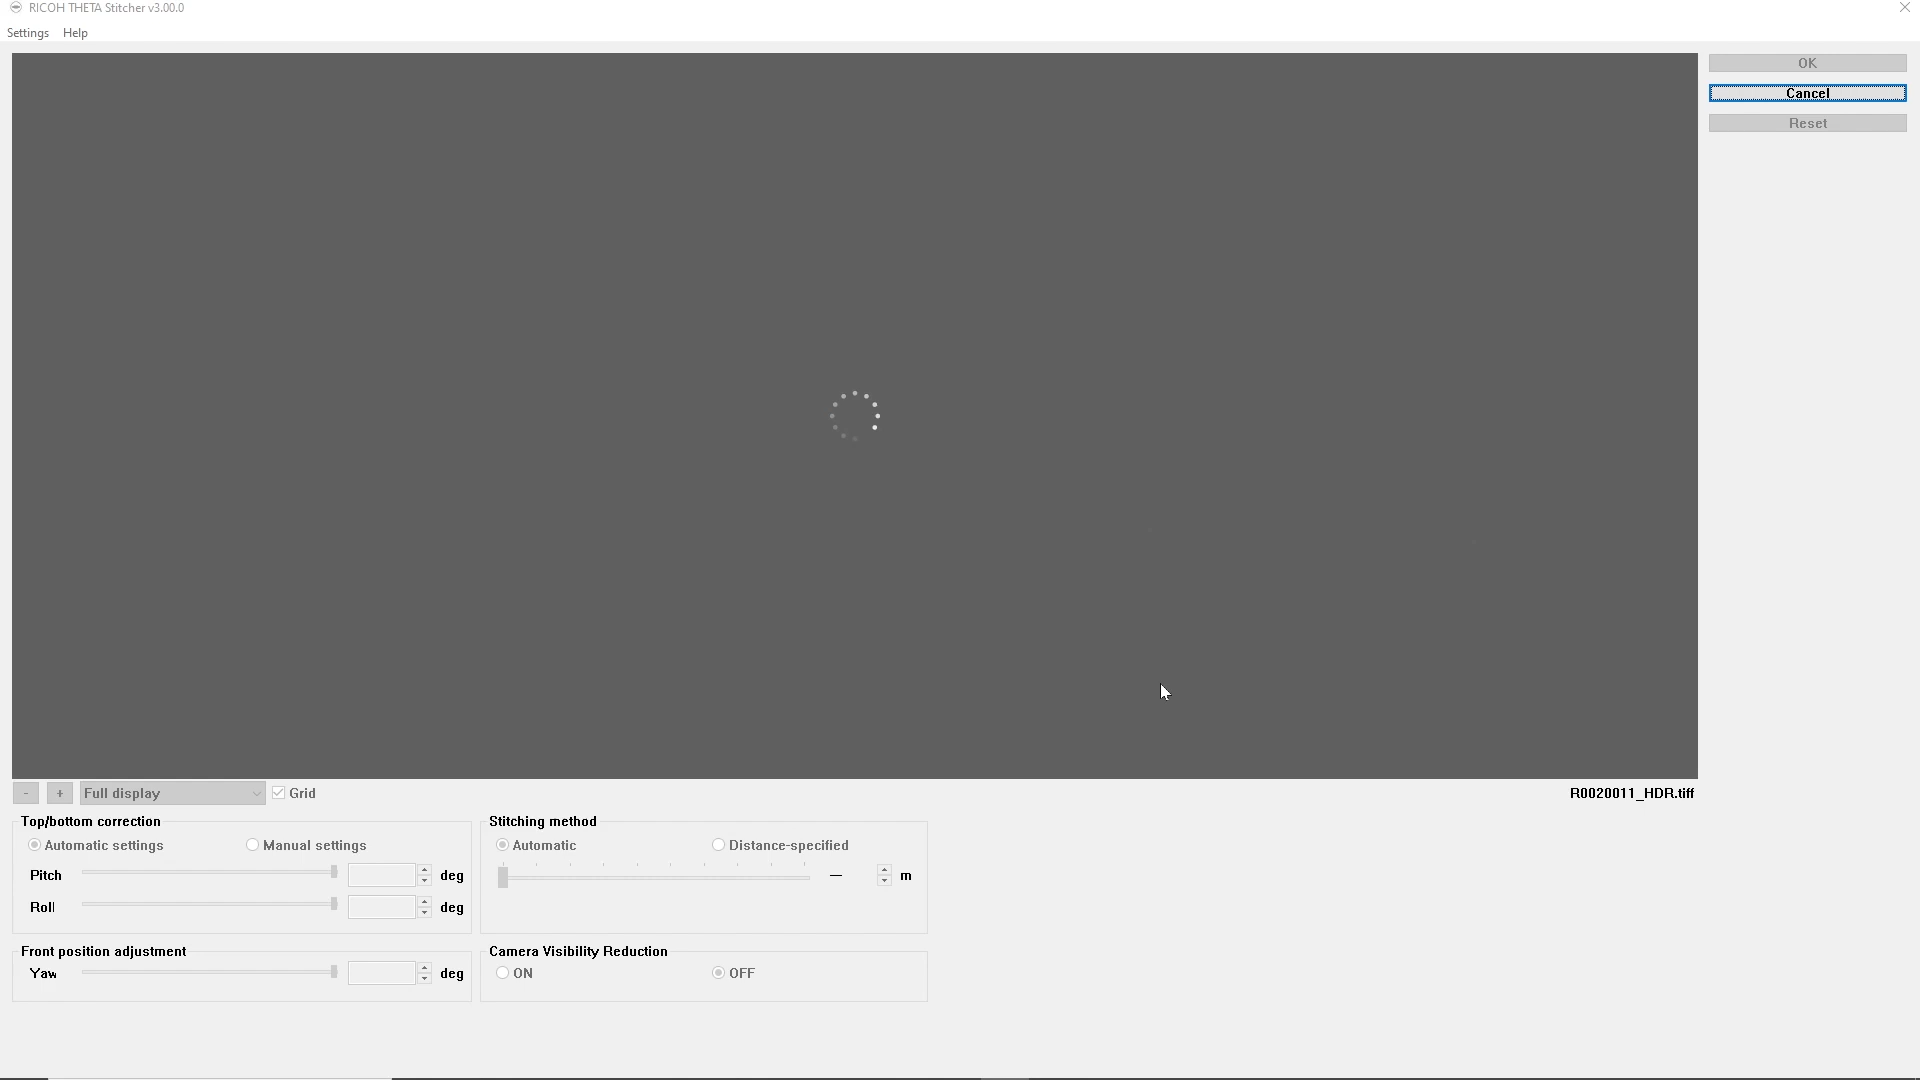 RICOH THETA Stitcher v3.00.0
Settings Help
OK
Cancel
Reset
- + Full display Grid R0020011_HDR.tiff
Top/bottom correction
Automatic settings Manual settings
Pitch deg
Roll deg
Stitching method
Automatic Distance-specified
— m
Front position adjustment
Yaw deg
Camera Visibility Reduction
ON OFF